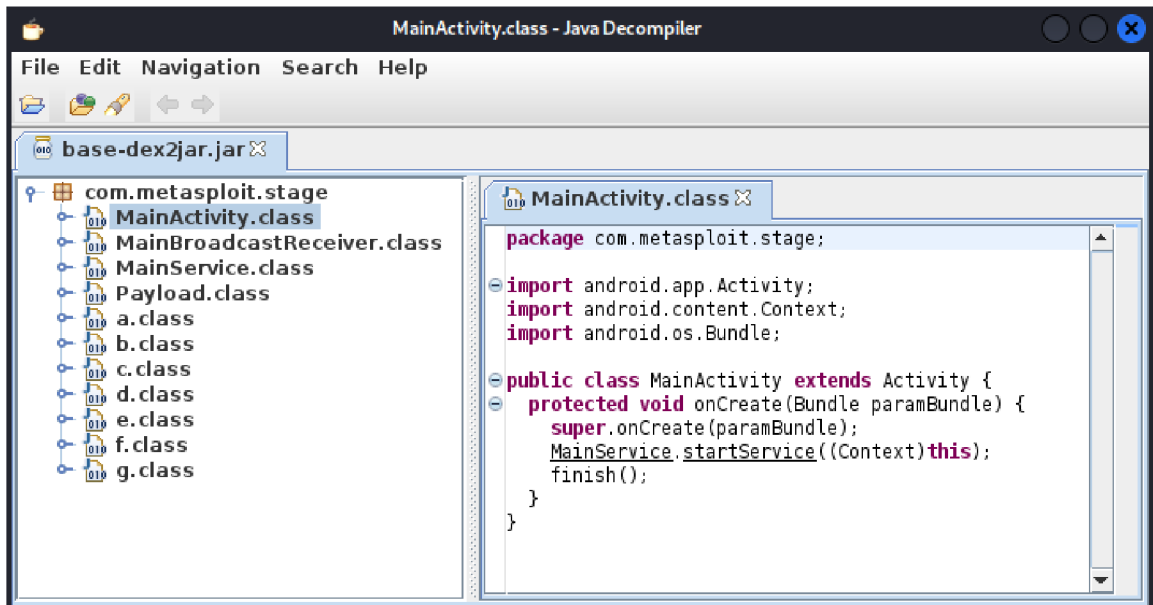 MainActivity.class - Java Decompiler
File Edit Navigation Search Help
base-dex2jar.jar
com.metasploit.stage
MainActivity.class
MainBroadcastReceiver.class
MainService.class
Payload.class
a.class
b.class
c.class
d.class
e.class
f.class
g.class
MainActivity.class
package com.metasploit.stage;
import android.app.Activity;
import android.content.Context;
import android.os.Bundle;
public class MainActivity extends Activity {
protected void onCreate(Bundle paramBundle) {
super.onCreate(paramBundle);
MainService.startService((Context)this);
finish();
}
}